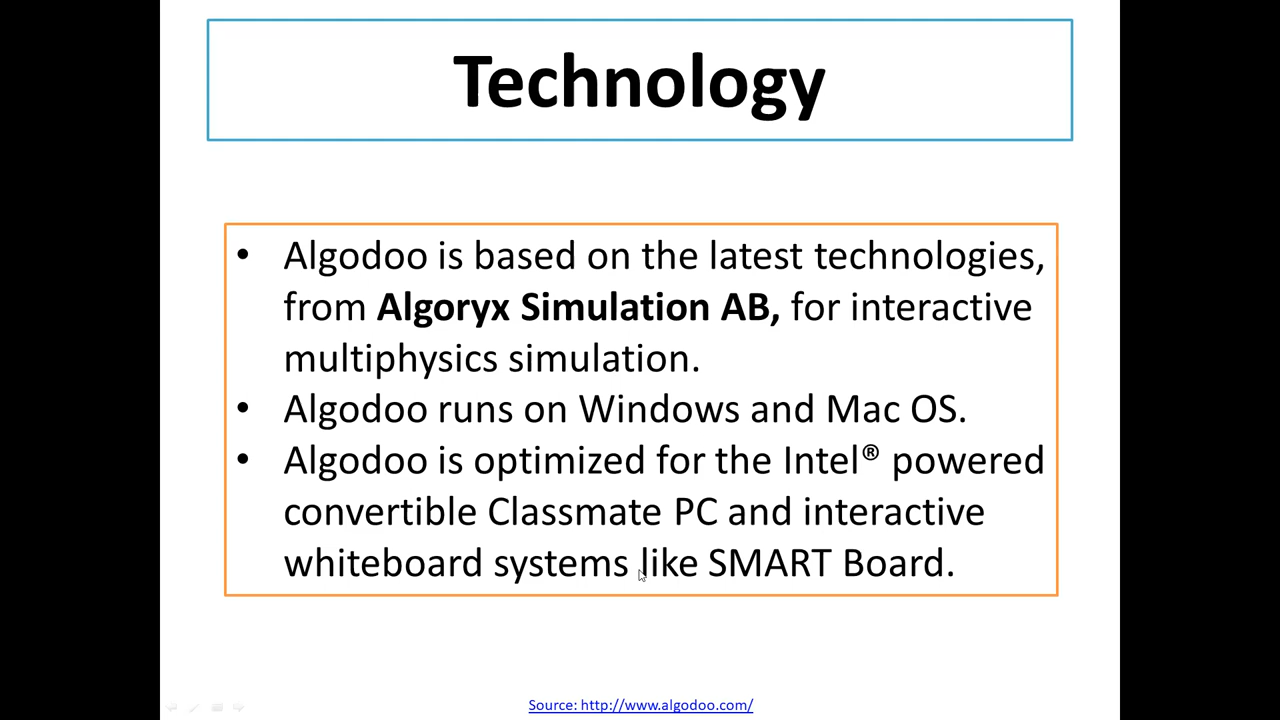 Technology
• Algodoo is based on the latest technologies,
from Algoryx Simulation AB, for interactive
multiphysics simulation.
• Algodoo runs on Windows and Mac OS.
• Algodoo is optimized for the Intel® powered
convertible Classmate PC and interactive
whiteboard systems like SMART Board.
Source: http://www.algodoo.com/